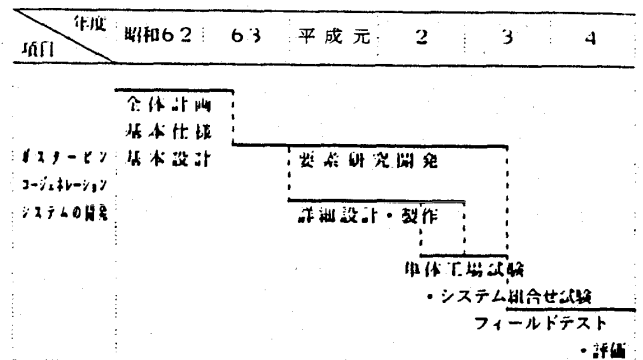 年度
項目
昭和62 63 平成元 2 3 4
全体計画
基本仕様
ガスタービン 基本設計 要素研究開発
コージェネレーション
システムの開発 詳細設計・製作
単体工場試験
・システム組合せ試験
フィールドテスト
・評価